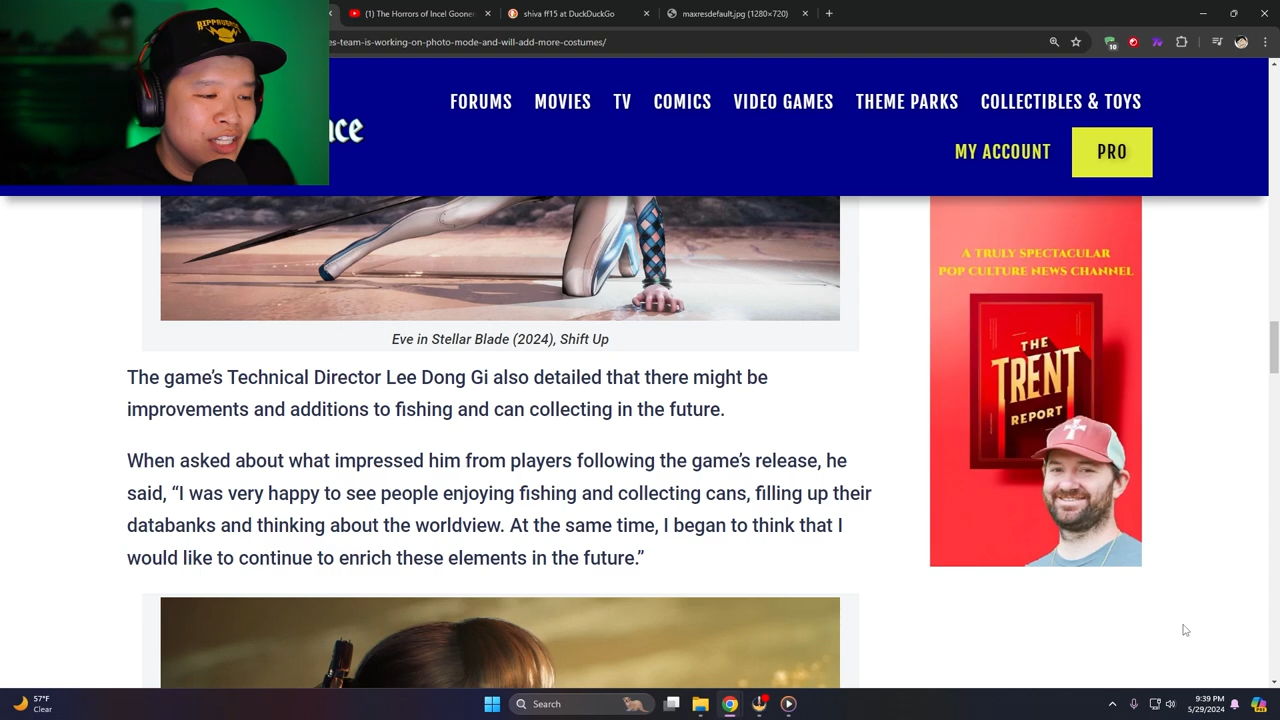 (1) The Horrors of Incel Gooner
shiva ff15 at DuckDuckGo
maxresdefault.jpg (1280×720)
es-team-is-working-on-photo-mode-and-will-add-more-costumes/
10
FORUMS MOVIES TV COMICS VIDEO GAMES THEME PARKS COLLECTIBLES & TOYS
MY ACCOUNT PRO
A TRULY SPECTACULAR
POP CULTURE NEWS CHANNEL
THE
TRENT
REPORT
Eve in Stellar Blade (2024), Shift Up
The game’s Technical Director Lee Dong Gi also detailed that there might be
improvements and additions to fishing and can collecting in the future.
When asked about what impressed him from players following the game’s release, he
said, “I was very happy to see people enjoying fishing and collecting cans, filling up their
databanks and thinking about the worldview. At the same time, I began to think that I
would like to continue to enrich these elements in the future.”
57°F
Clear
Search
9:39 PM
5/29/2024